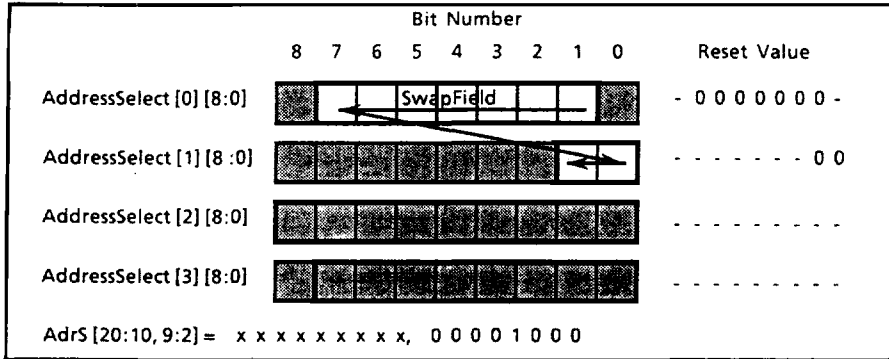 Bit Number
8 7 6 5 4 3 2 1 0 Reset Value
AddressSelect [0] [8:0] SwapField - 0 0 0 0 0 0 0 -
AddressSelect [1] [8 :0] - - - - - - - 0 0
AddressSelect [2] [8:0] - - - - - - - - -
AddressSelect [3] [8:0] - - - - - - - - -
AdrS [20:10, 9:2] = x x x x x x x x x, 0 0 0 0 1 0 0 0